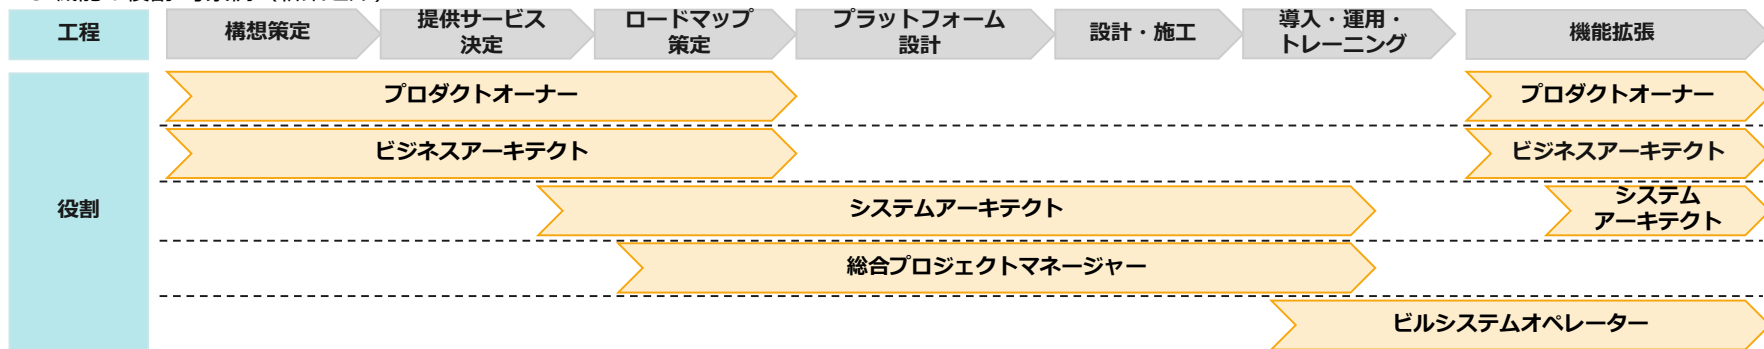 工程
構想策定
提供サービス
決定
ロードマップ
策定
プラットフォーム
設計
設計・施工
導入・運用・
トレーニング
機能拡張
役割
プロダクトオーナー
プロダクトオーナー
ビジネスアーキテクト
ビジネスアーキテクト
システムアーキテクト
システム
アーキテクト
総合プロジェクトマネージャー
ビルシステムオペレーター